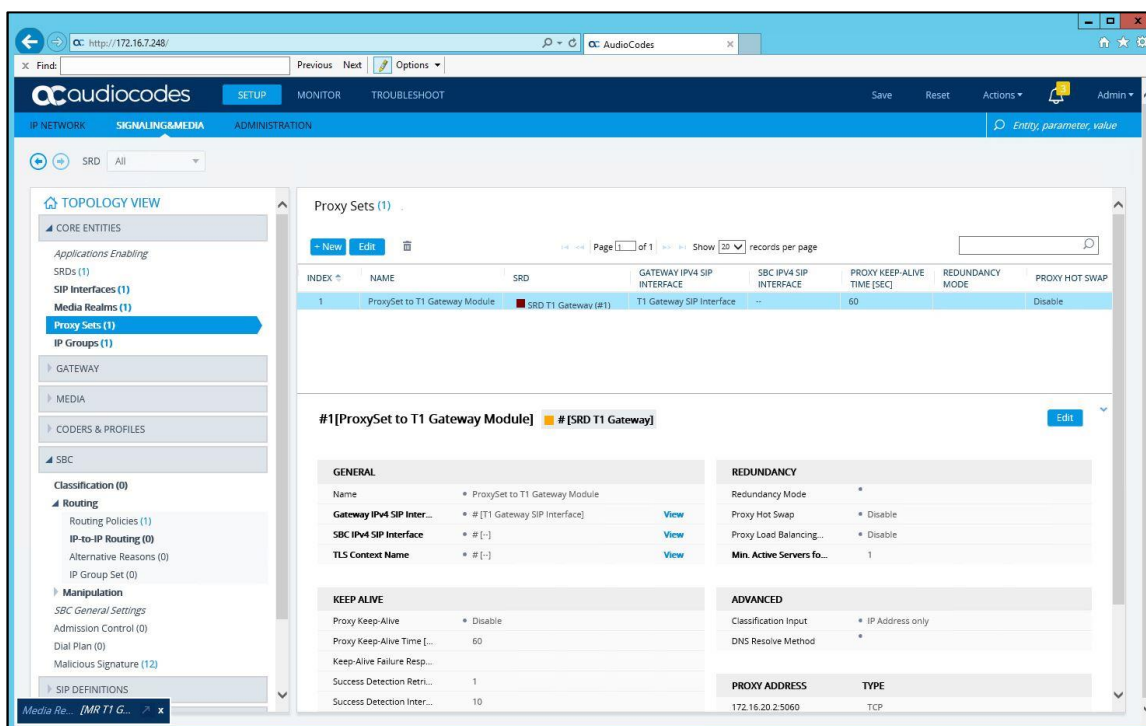 http://172.16.7.248/
AudioCodes
x Find:
Previous Next Options
audiocodes
SETUP MONITOR TROUBLESHOOT Save Reset Actions 3 Admin
IP NETWORK SIGNALING&MEDIA ADMINISTRATION Entity, parameter, value
SRD All
TOPOLOGY VIEW
CORE ENTITIES
Applications Enabling
SRDs (1)
SIP Interfaces (1)
Media Realms (1)
Proxy Sets (1)
IP Groups (1)
GATEWAY
MEDIA
CODERS & PROFILES
SBC
Classification (0)
Routing
Routing Policies (1)
IP-to-IP Routing (0)
Alternative Reasons (0)
IP Group Set (0)
Manipulation
SBC General Settings
Admission Control (0)
Dial Plan (0)
Malicious Signature (12)
SIP DEFINITIONS
Media Re... [MR T1 G... x
Proxy Sets (1)
+ New Edit Page 1 of 1 Show 20 records per page
INDEX NAME SRD GATEWAY IPV4 SIP INTERFACE SBC IPV4 SIP INTERFACE PROXY KEEP-ALIVE TIME [SEC] REDUNDANCY MODE PROXY HOT SWAP
1 ProxySet to T1 Gateway Module SRD T1 Gateway (#1) T1 Gateway SIP Interface -- 60 Disable
#1[ProxySet to T1 Gateway Module] # [SRD T1 Gateway] Edit
GENERAL
Name ProxySet to T1 Gateway Module
Gateway IPv4 SIP Inter... # [T1 Gateway SIP Interface] View
SBC IPv4 SIP Interface # [--] View
TLS Context Name # [--] View
REDUNDANCY
Redundancy Mode
Proxy Hot Swap Disable
Proxy Load Balancing... Disable
Min. Active Servers fo... 1
KEEP ALIVE
Proxy Keep-Alive Disable
Proxy Keep-Alive Time [... 60
Keep-Alive Failure Resp...
Success Detection Retri... 1
Success Detection Inter... 10
ADVANCED
Classification Input IP Address only
DNS Resolve Method
PROXY ADDRESS TYPE
172.16.20.2:5060 TCP